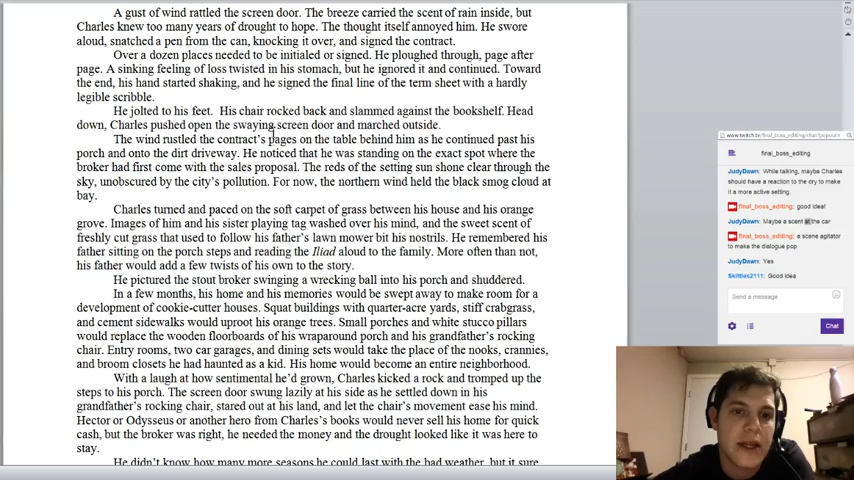 A gust of wind rattled the screen door. The breeze carried the scent of rain inside, but
Charles knew too many years of drought to hope. The thought itself annoyed him. He swore
aloud, snatched a pen from the can, knocking it over, and signed the contract.
Over a dozen places needed to be initialed or signed. He ploughed through, page after
page. A sinking feeling of loss twisted in his stomach, but he ignored it and continued. Toward
the end, his hand started shaking, and he signed the final line of the term sheet with a hardly
legible scribble.
He jolted to his feet.  His chair rocked back and slammed against the bookshelf. Head
down, Charles pushed open the swaying screen door and marched outside.
The wind rustled the contract's pages on the table behind him as he continued past his
porch and onto the dirt driveway. He noticed that he was standing on the exact spot where the
broker had first come with the sales proposal. The reds of the setting sun shone clear through the
sky, unobscured by the city's pollution. For now, the northern wind held the black smog cloud at
bay.
Charles turned and paced on the soft carpet of grass between his house and his orange
grove. Images of him and his sister playing tag washed over his mind, and the sweet scent of
freshly cut grass that used to follow his father's lawn mower bit his nostrils. He remembered his
father sitting on the porch steps and reading the Iliad aloud to the family. More often than not,
his father would add a few twists of his own to the story.
He pictured the stout broker swinging a wrecking ball into his porch and shuddered.
In a few months, his home and his memories would be swept away to make room for a
development of cookie-cutter houses. Squat buildings with quarter-acre yards, stiff crabgrass,
and cement sidewalks would uproot his orange trees. Small porches and white stucco pillars
would replace the wooden floorboards of his wraparound porch and his grandfather's rocking
chair. Entry rooms, two car garages, and dining sets would take the place of the nooks, crannies,
and broom closets he had haunted as a kid. His home would become an entire neighborhood.
With a laugh at how sentimental he'd grown, Charles kicked a rock and tromped up the
steps to his porch. The screen door swung lazily at his side as he settled down in his
grandfather's rocking chair, stared out at his land, and let the chair's movement ease his mind.
Hector or Odysseus or another hero from Charles's books would never sell his home for quick
cash, but the broker was right, he needed the money and the drought looked like it was here to
stay.
He didn't know how many more seasons he could last with the bad weather, but it sure
final_boss_editing
JudyDawn: While talking, maybe Charles
should have a reaction to the dry to make
it a more active setting.
final_boss_editing: good idea!
JudyDawn: Maybe a scent at the car
final_boss_editing: a scene agitator
to make the dialogue pop
JudyDawn: Yes
Skittles2111: Good idea
Send a message
Chat